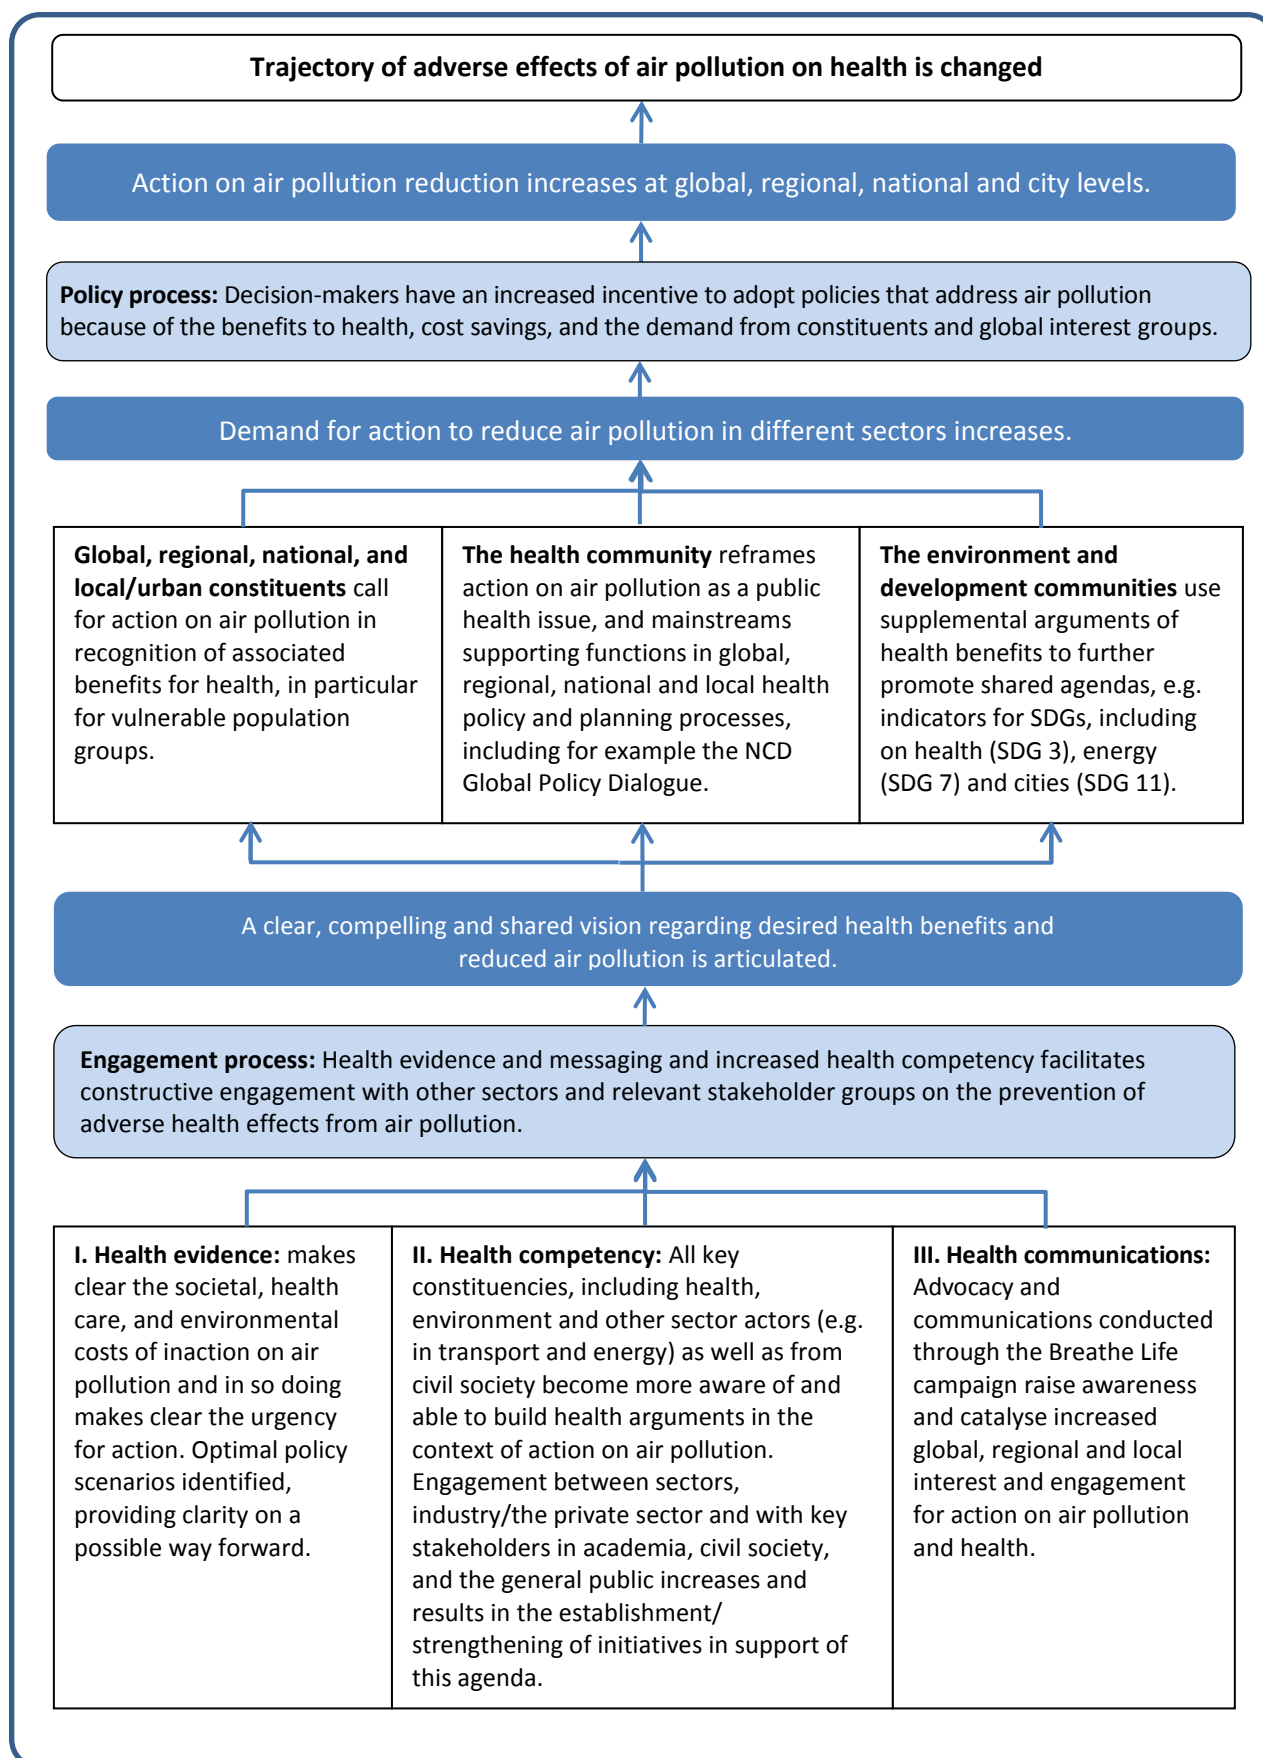 Trajectory of adverse effects of air pollution on health is changed
Action on air pollution reduction increases at global, regional, national and city levels.
Policy process: Decision-makers have an increased incentive to adopt policies that address air pollution
because of the benefits to health, cost savings, and the demand from constituents and global interest groups.
Demand for action to reduce air pollution in different sectors increases.
Global, regional, national, and
local/urban constituents call
for action on air pollution in
recognition of associated
benefits for health, in particular
for vulnerable population
groups.
The health community reframes
action on air pollution as a public
health issue, and mainstreams
supporting functions in global,
regional, national and local health
policy and planning processes,
including for example the NCD
Global Policy Dialogue.
The environment and
development communities use
supplemental arguments of
health benefits to further
promote shared agendas, e.g.
indicators for SDGs, including
on health (SDG 3), energy
(SDG 7) and cities (SDG 11).
A clear, compelling and shared vision regarding desired health benefits and
reduced air pollution is articulated.
Engagement process: Health evidence and messaging and increased health competency facilitates
constructive engagement with other sectors and relevant stakeholder groups on the prevention of
adverse health effects from air pollution.
I. Health evidence: makes
clear the societal, health
care, and environmental
costs of inaction on air
pollution and in so doing
makes clear the urgency
for action. Optimal policy
scenarios identified,
providing clarity on a
possible way forward.
II. Health competency: All key
constituencies, including health,
environment and other sector actors (e.g.
in transport and energy) as well as from
civil society become more aware of and
able to build health arguments in the
context of action on air pollution.
Engagement between sectors,
industry/the private sector and with key
stakeholders in academia, civil society,
and the general public increases and
results in the establishment/
strengthening of initiatives in support of
this agenda.
III. Health communications:
Advocacy and
communications conducted
through the Breathe Life
campaign raise awareness
and catalyse increased
global, regional and local
interest and engagement
for action on air pollution
and health.